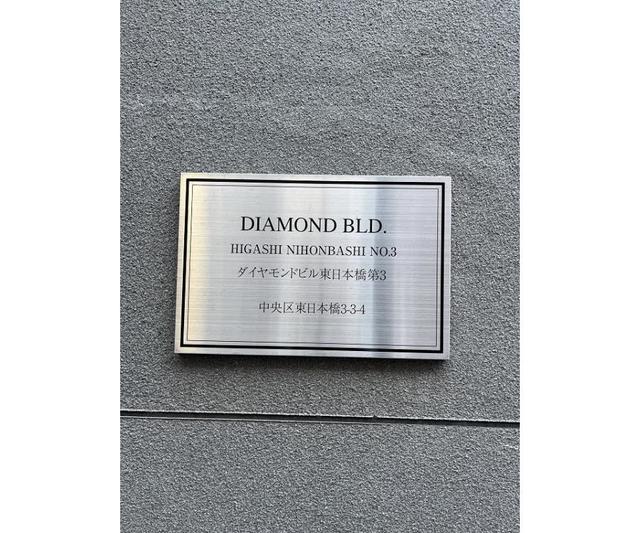 DIAMOND BLD.
HIGASHI NIHONBASHI NO.3
ダイヤモンドビル東日本橋第3
中央区東日本橋3-3-4